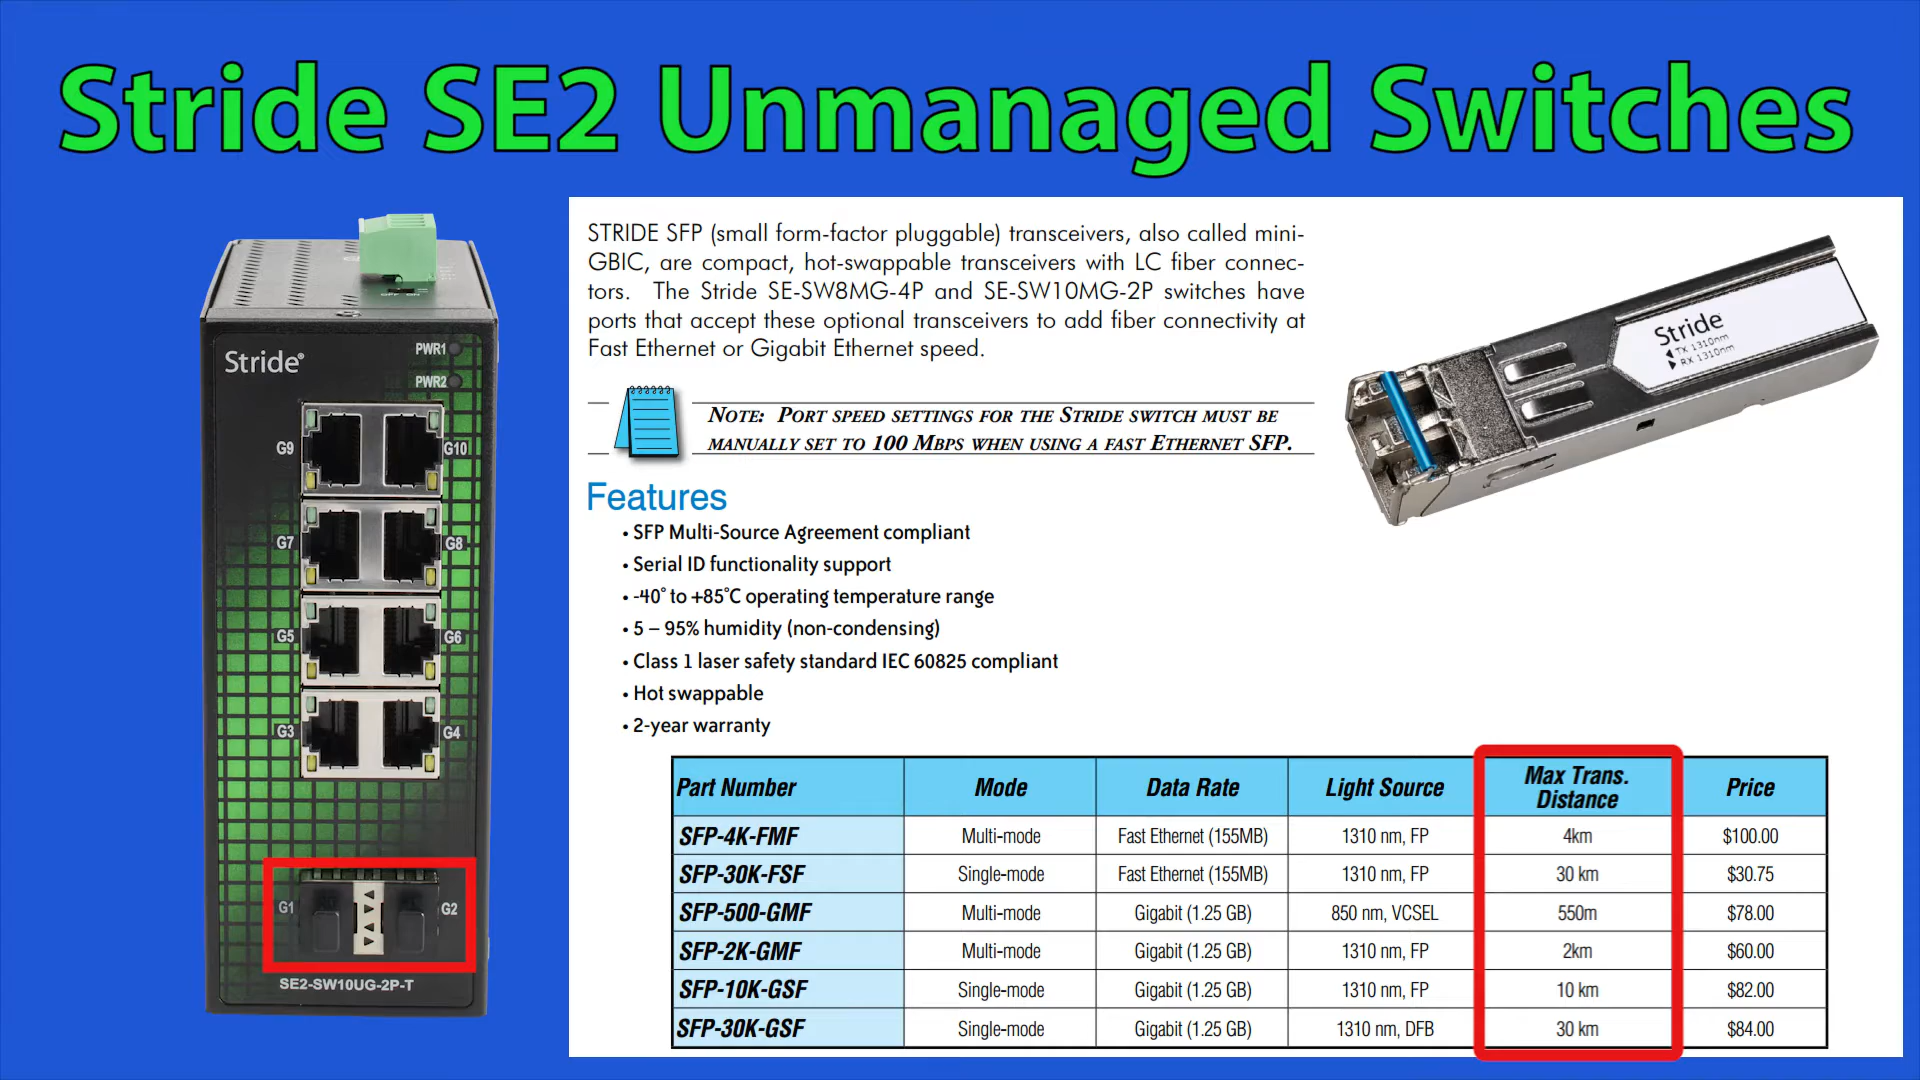 Stride SE2 Unmanaged Switches
Stride®
PWR1
PWR2
G9
G10
G7
G8
G5
G6
G3
G4
G1
G2
SE2-SW10UG-2P-T
STRIDE SFP (small form-factor pluggable) transceivers, also called mini-
GBIC, are compact, hot-swappable transceivers with LC fiber connec-
tors. The Stride SE-SW8MG-4P and SE-SW10MG-2P switches have
ports that accept these optional transceivers to add fiber connectivity at
Fast Ethernet or Gigabit Ethernet speed.
NOTE: PORT SPEED SETTINGS FOR THE STRIDE SWITCH MUST BE
MANUALLY SET TO 100 MBPS WHEN USING A FAST ETHERNET SFP.
Stride
TX 1310nm
RX 1310nm
Features
• SFP Multi-Source Agreement compliant
• Serial ID functionality support
• -40° to +85°C operating temperature range
• 5 – 95% humidity (non-condensing)
• Class 1 laser safety standard IEC 60825 compliant
• Hot swappable
• 2-year warranty
Part Number Mode Data Rate Light Source Max Trans. Distance Price
SFP-4K-FMF Multi-mode Fast Ethernet (155MB) 1310 nm, FP 4km $100.00
SFP-30K-FSF Single-mode Fast Ethernet (155MB) 1310 nm, FP 30 km $30.75
SFP-500-GMF Multi-mode Gigabit (1.25 GB) 850 nm, VCSEL 550m $78.00
SFP-2K-GMF Multi-mode Gigabit (1.25 GB) 1310 nm, FP 2km $60.00
SFP-10K-GSF Single-mode Gigabit (1.25 GB) 1310 nm, FP 10 km $82.00
SFP-30K-GSF Single-mode Gigabit (1.25 GB) 1310 nm, DFB 30 km $84.00